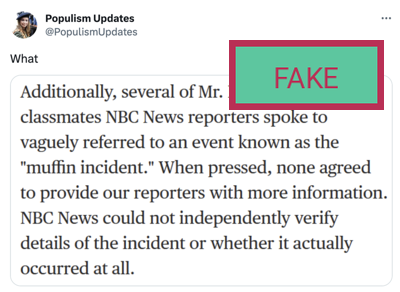 Populism Updates
@PopulismUpdates
...
What
Additionally, several of Mr.
FAKE
classmates NBC News reporters spoke to
vaguely referred to an event known as the
"muffin incident." When pressed, none agreed
to provide our reporters with more information.
NBC News could not independently verify
details of the incident or whether it actually
occurred at all.